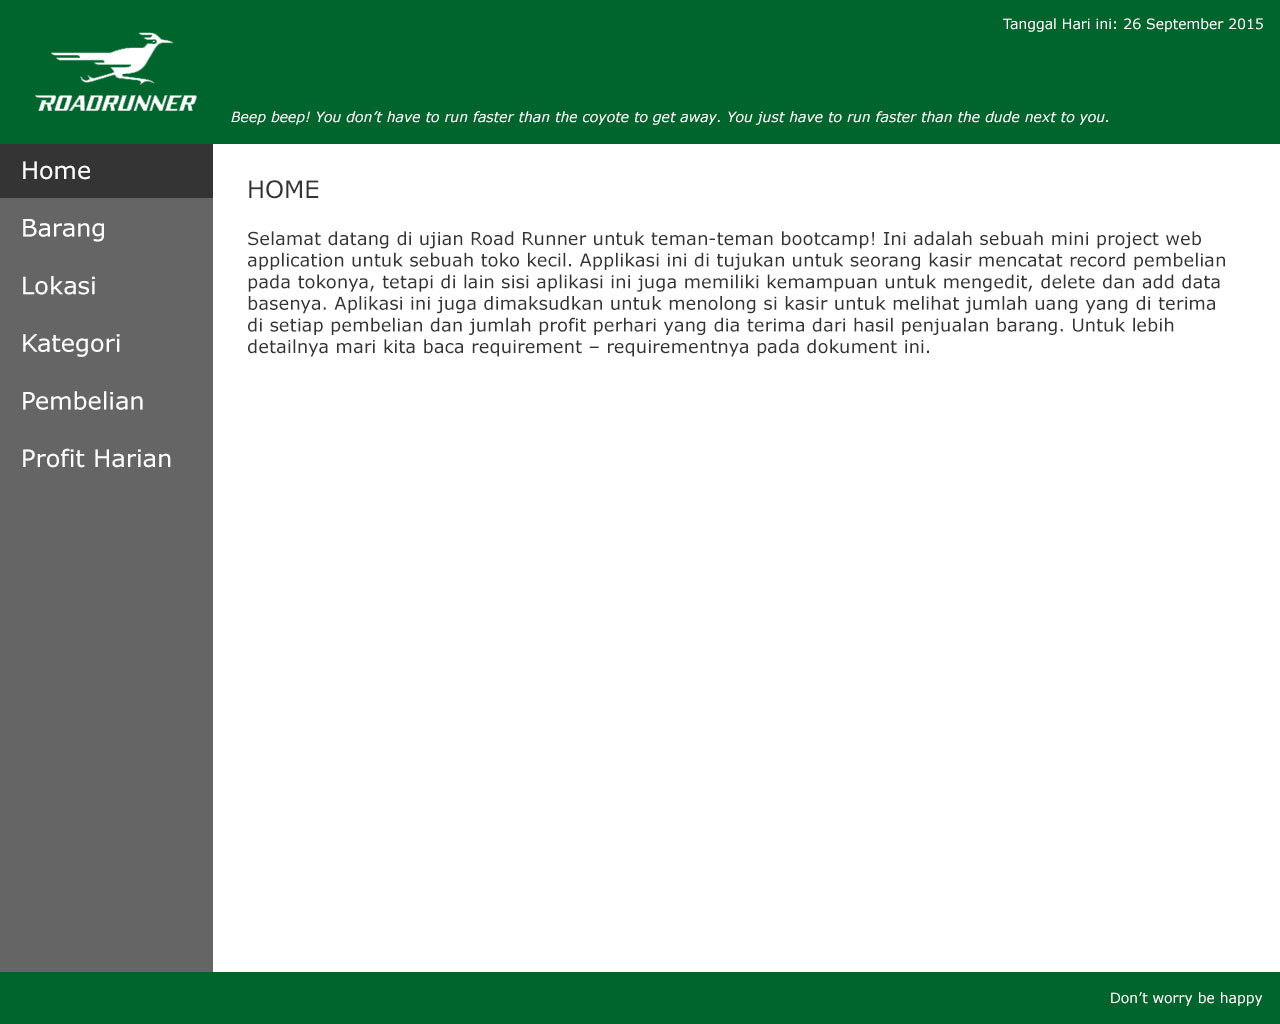 Tanggal Hari ini: 26 September 2015
ROADRUNNER
Beep beep! You don’t have to run faster than the coyote to get away. You just have to run faster than the dude next to you.
Home
Barang
Lokasi
Kategori
Pembelian
Profit Harian
HOME
Selamat datang di ujian Road Runner untuk teman-teman bootcamp! Ini adalah sebuah mini project web
application untuk sebuah toko kecil. Applikasi ini di tujukan untuk seorang kasir mencatat record pembelian
pada tokonya, tetapi di lain sisi aplikasi ini juga memiliki kemampuan untuk mengedit, delete dan add data
basenya. Aplikasi ini juga dimaksudkan untuk menolong si kasir untuk melihat jumlah uang yang di terima
di setiap pembelian dan jumlah profit perhari yang dia terima dari hasil penjualan barang. Untuk lebih
detailnya mari kita baca requirement – requirementnya pada dokument ini.
Don’t worry be happy